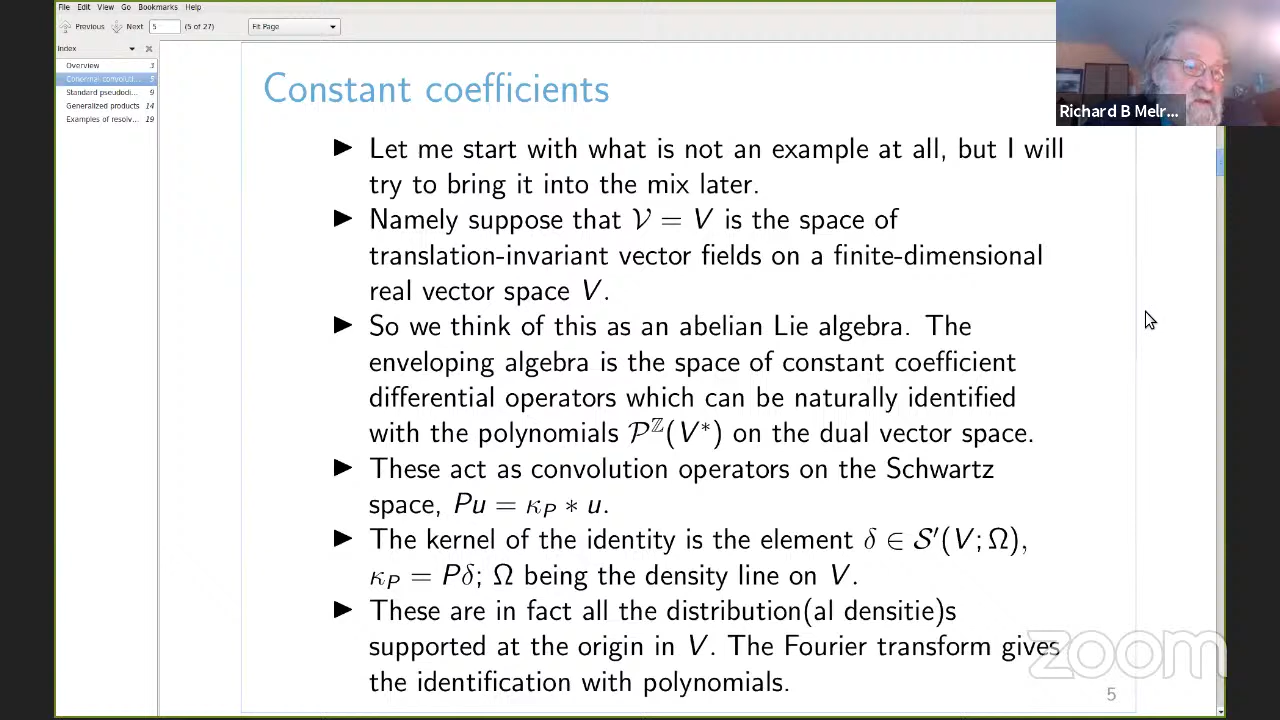 File Edit View Go Bookmarks Help
Previous Next 5 (5 of 27) Fit Page
Index
Overview 1
Conormal convoluti... 5
Standard pseudodi... 9
Generalized products 14
Examples of resolv... 19
Constant coefficients
▶ Let me start with what is not an example at all, but I will
try to bring it into the mix later.
▶ Namely suppose that 𝒱 = V is the space of
translation-invariant vector fields on a finite-dimensional
real vector space V.
▶ So we think of this as an abelian Lie algebra. The
enveloping algebra is the space of constant coefficient
differential operators which can be naturally identified
with the polynomials 𝒫^ℤ(V*) on the dual vector space.
▶ These act as convolution operators on the Schwartz
space, Pu = κ_P * u.
▶ The kernel of the identity is the element δ ∈ 𝒮′(V; Ω),
κ_P = Pδ; Ω being the density line on V.
▶ These are in fact all the distribution(al densitie)s
supported at the origin in V. The Fourier transform gives
the identification with polynomials.
5
Richard B Melr...
zoom